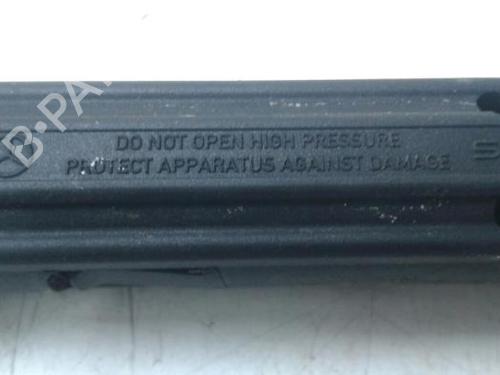 DO NOT OPEN HIGH PRESSURE
PROTECT APPARATUS AGAINST DAMAGE